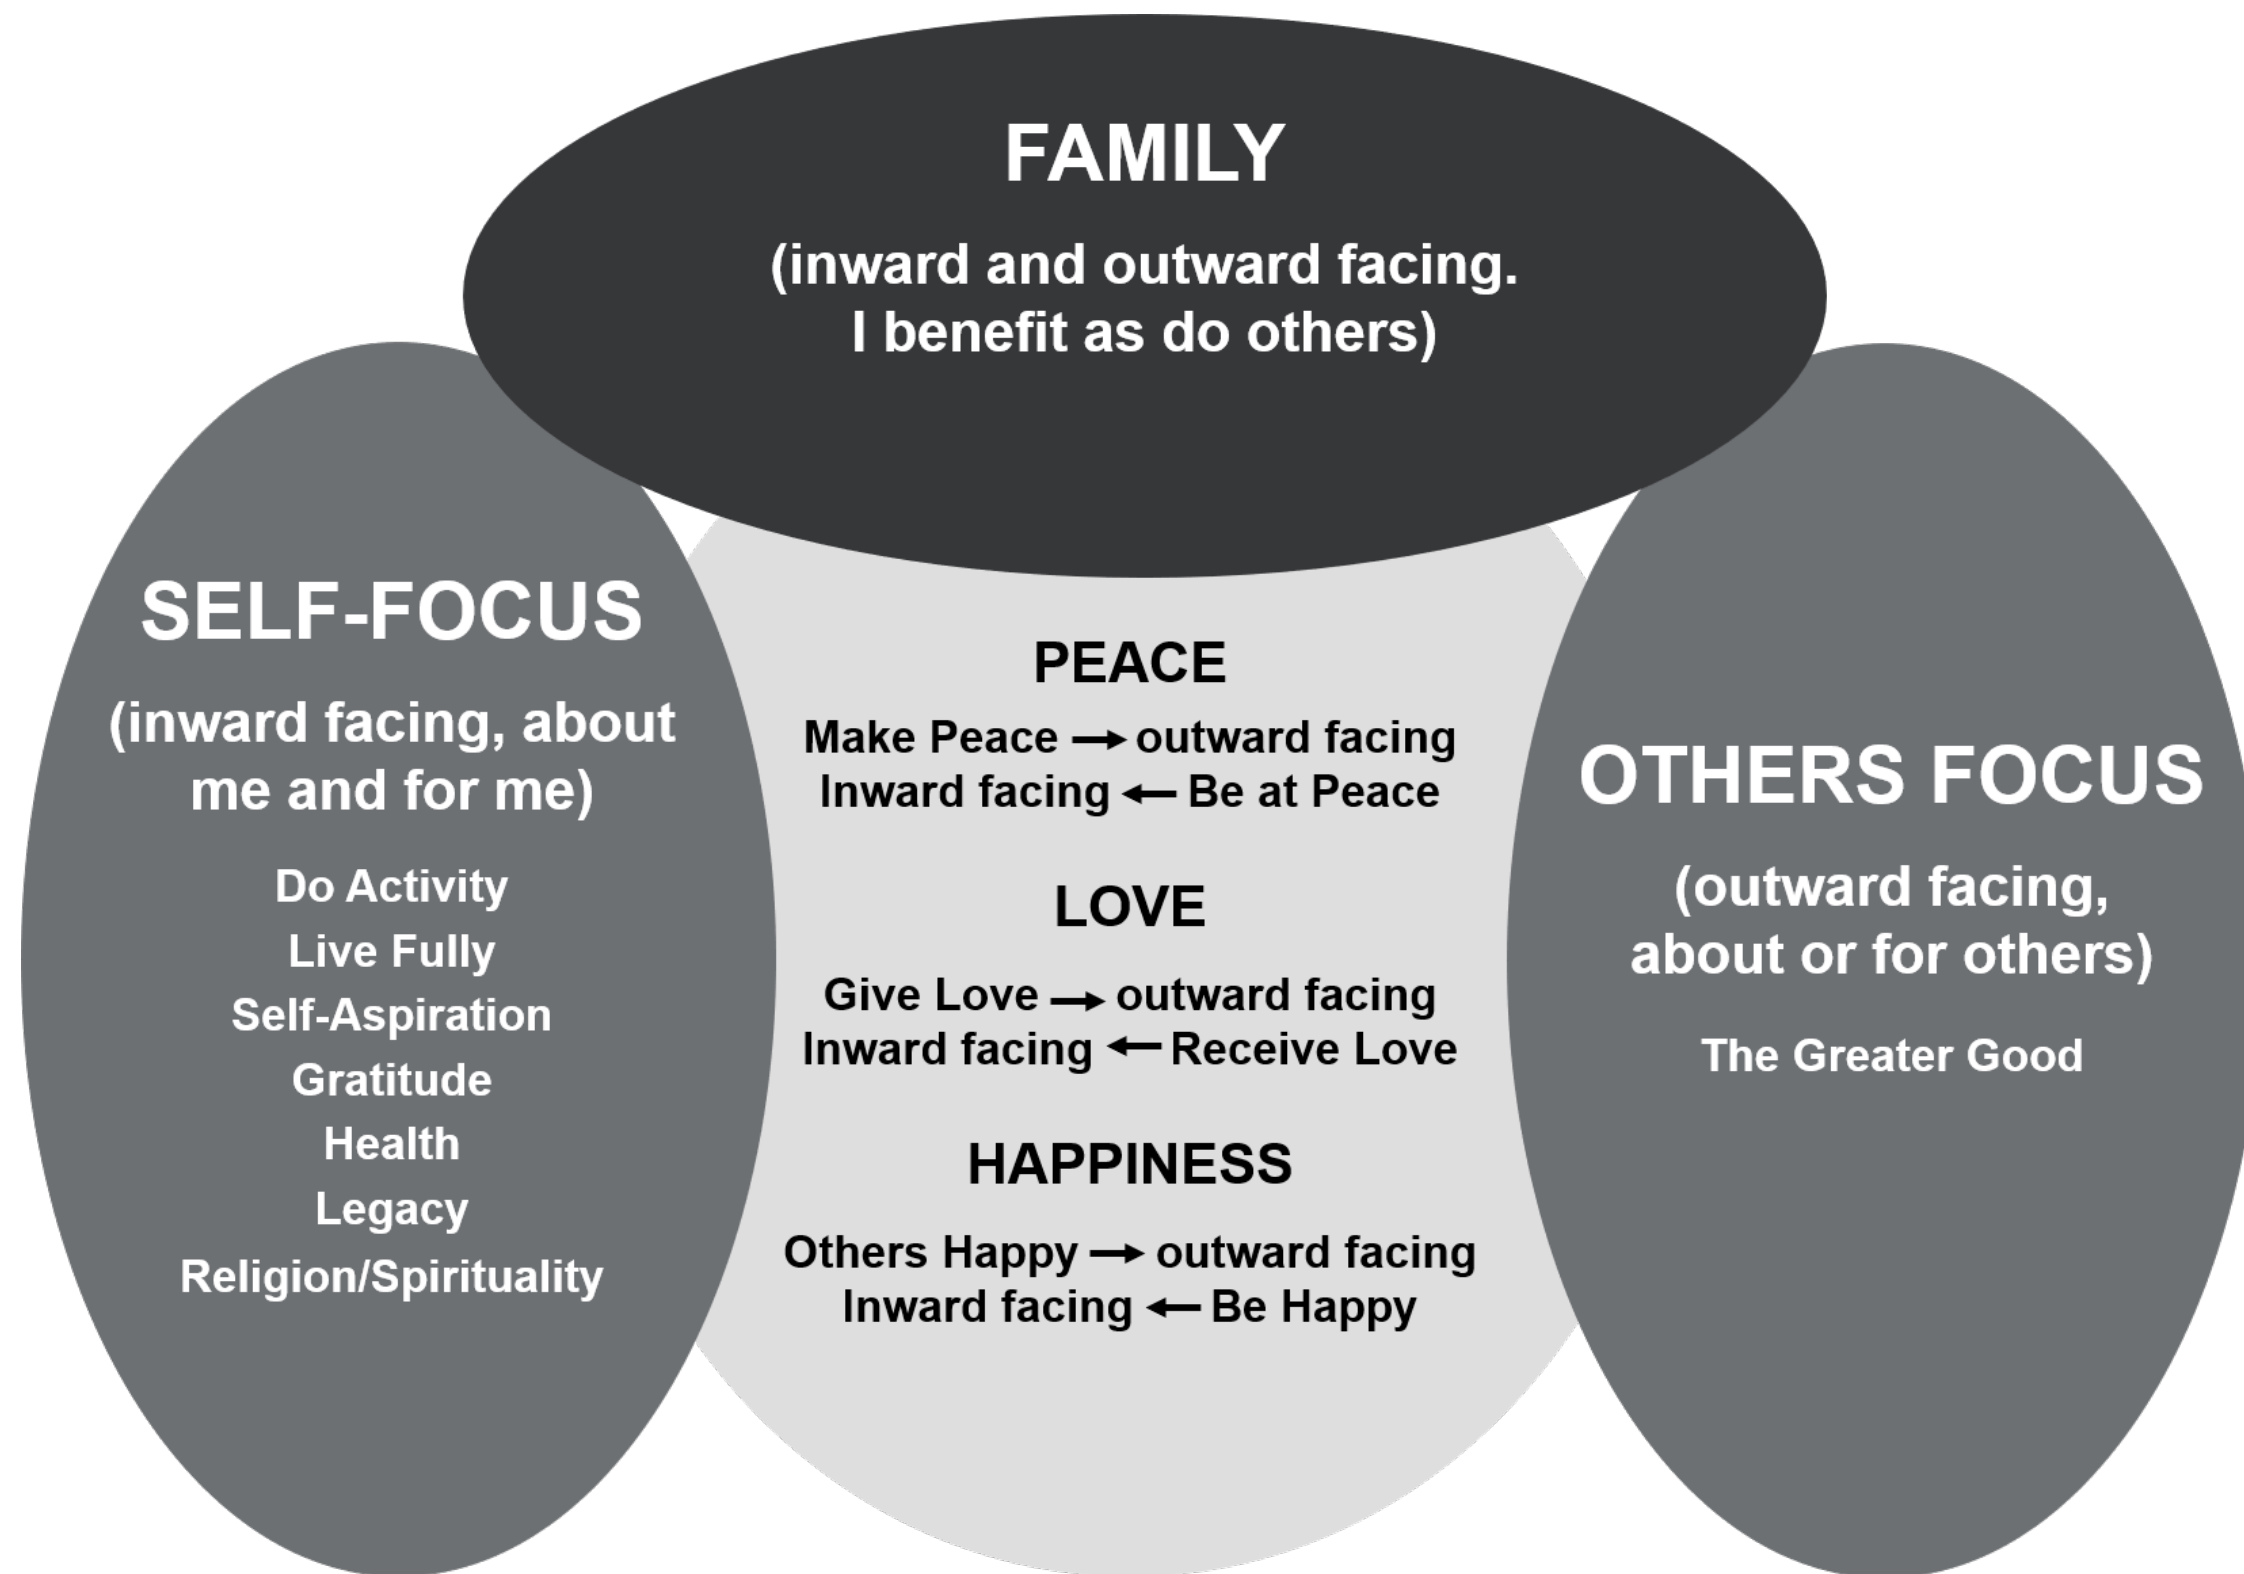 FAMILY
(inward and outward facing.
I benefit as do others)
SELF-FOCUS
(inward facing, about
me and for me)
Do Activity
Live Fully
Self-Aspiration
Gratitude
Health
Legacy
Religion/Spirituality
PEACE
Make Peace → outward facing
Inward facing ← Be at Peace
LOVE
Give Love → outward facing
Inward facing ← Receive Love
HAPPINESS
Others Happy → outward facing
Inward facing ← Be Happy
OTHERS FOCUS
(outward facing,
about or for others)
The Greater Good